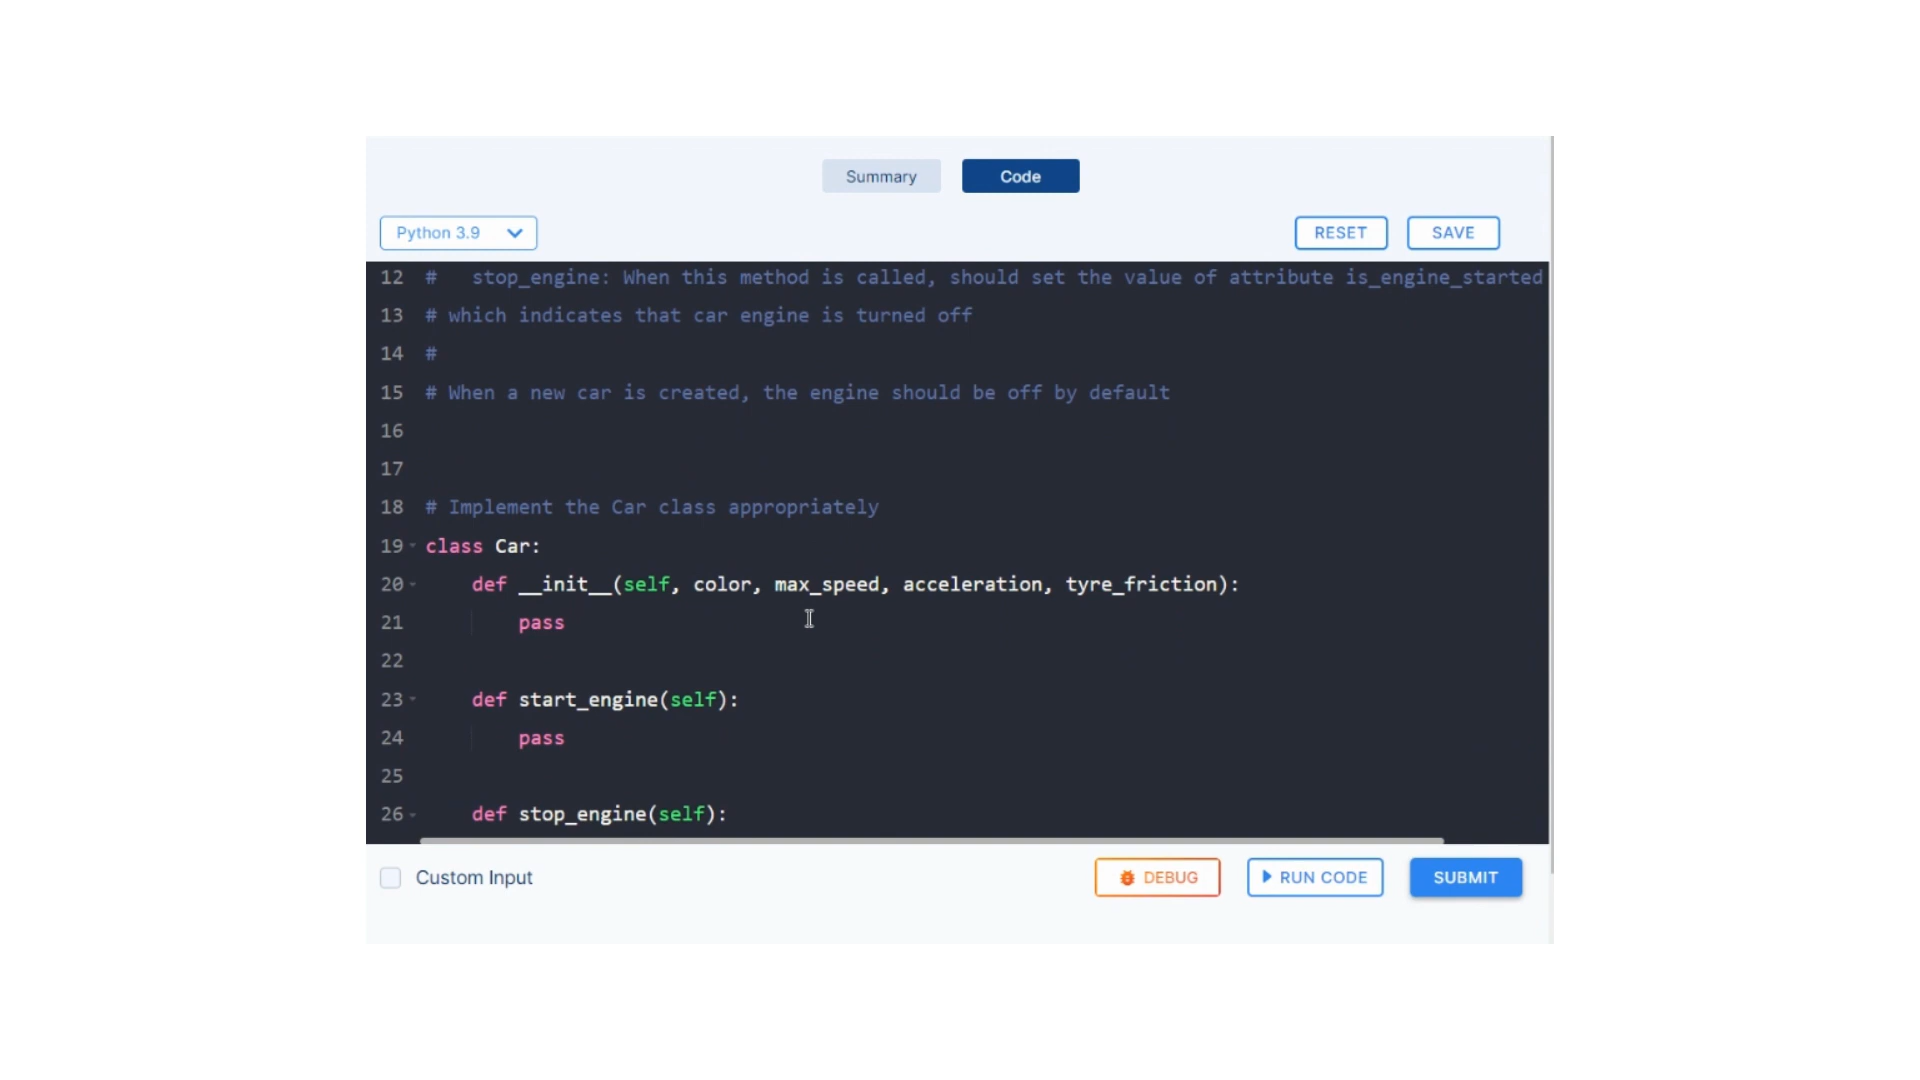 Summary Code
Python 3.9 RESET SAVE
12 #   stop_engine: When this method is called, should set the value of attribute is_engine_started
13 # which indicates that car engine is turned off
14 #
15 # When a new car is created, the engine should be off by default
16
17
18 # Implement the Car class appropriately
19 class Car:
20     def __init__(self, color, max_speed, acceleration, tyre_friction):
21         pass
22
23     def start_engine(self):
24         pass
25
26     def stop_engine(self):
Custom Input DEBUG RUN CODE SUBMIT